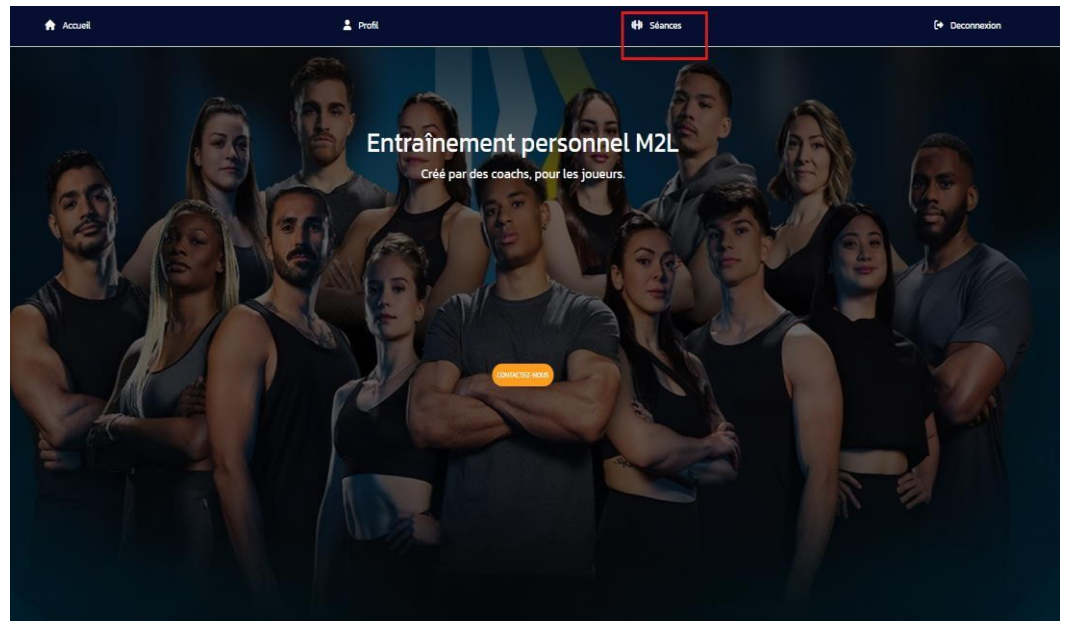 Accueil
Profil
Séances
Deconnexion
Entraînement personnel M2L
Créé par des coachs, pour les joueurs.
CONTACTEZ-NOUS